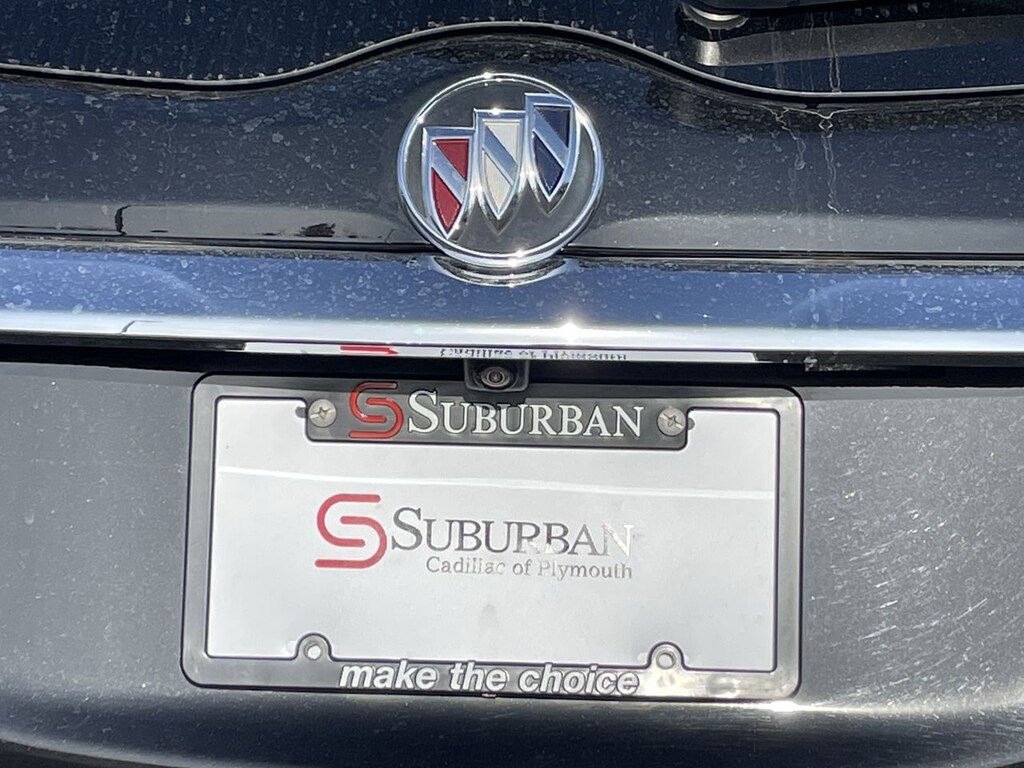 SUBURBAN
SUBURBAN
Cadillac of Plymouth
make the choice